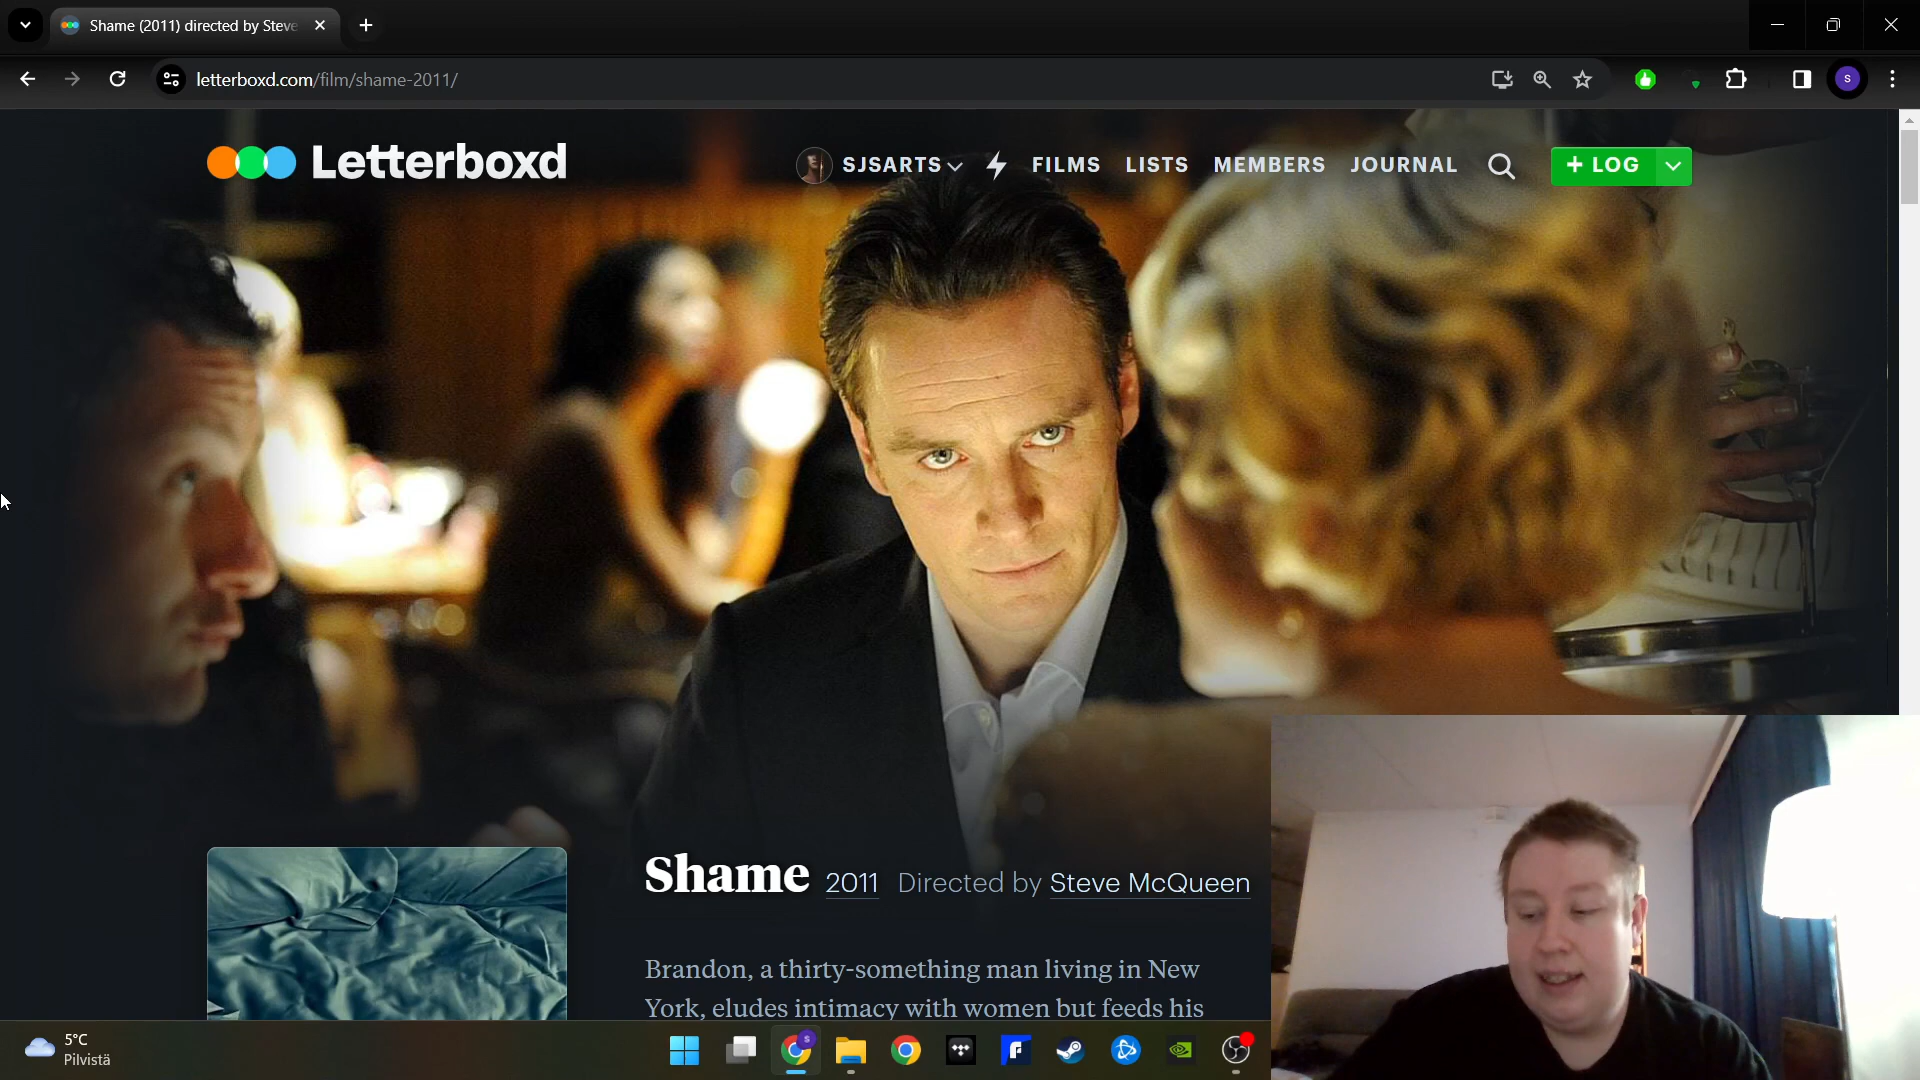 Shame (2011) directed by Steve
letterboxd.com/film/shame-2011/
S
Letterboxd
SJSARTS
FILMS
LISTS
MEMBERS
JOURNAL
+ LOG
Shame 2011 Directed by Steve McQueen
Brandon, a thirty-something man living in New
York, eludes intimacy with women but feeds his
5°C
Pilvistä